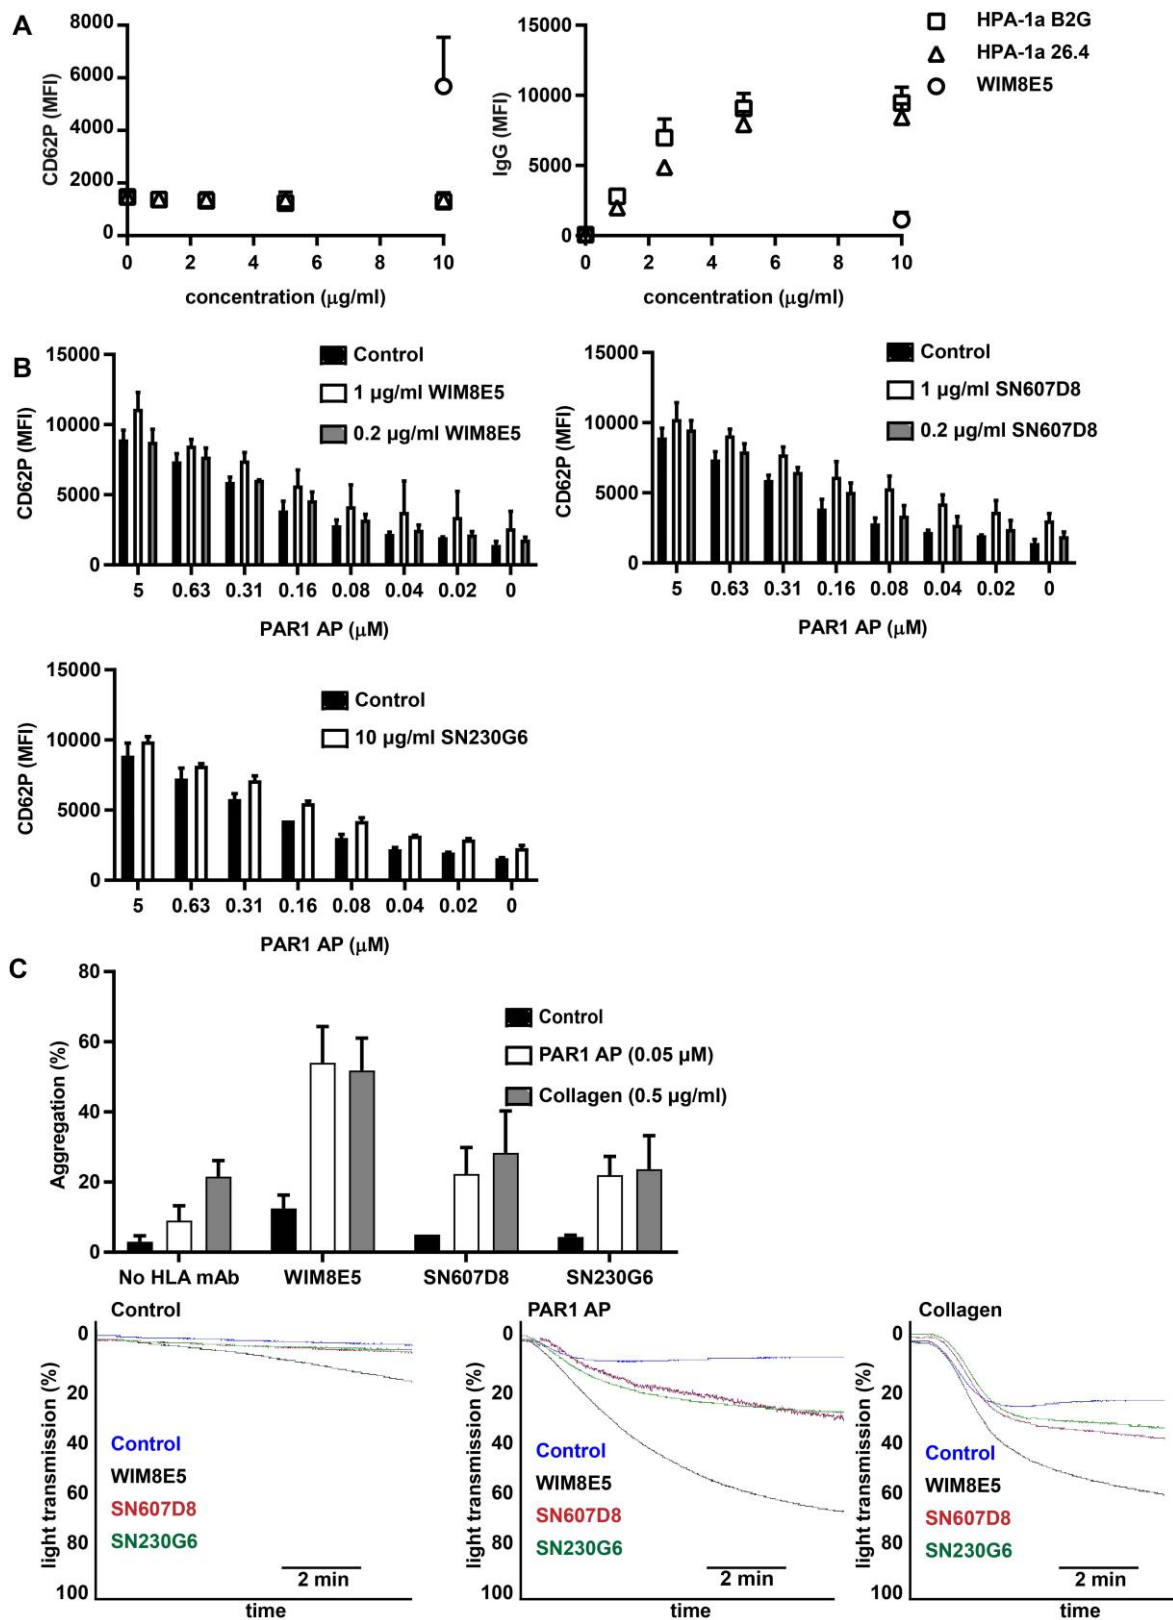 A
CD62P (MFI)
8000
6000
4000
2000
0
0 2 4 6 8 10
concentration (μg/ml)
IgG (MFI)
15000
10000
5000
0
0 2 4 6 8 10
concentration (μg/ml)
HPA-1a B2G
HPA-1a 26.4
WIM8E5
B
CD62P (MFI)
15000
10000
5000
0
Control
1 μg/ml WIM8E5
0.2 μg/ml WIM8E5
5 0.63 0.31 0.16 0.08 0.04 0.02 0
PAR1 AP (μM)
CD62P (MFI)
15000
10000
5000
0
Control
1 μg/ml SN607D8
0.2 μg/ml SN607D8
5 0.63 0.31 0.16 0.08 0.04 0.02 0
PAR1 AP (μM)
CD62P (MFI)
15000
10000
5000
0
Control
10 μg/ml SN230G6
5 0.63 0.31 0.16 0.08 0.04 0.02 0
PAR1 AP (μM)
C
Aggregation (%)
80
60
40
20
0
Control
PAR1 AP (0.05 μM)
Collagen (0.5 μg/ml)
No HLA mAb WIM8E5 SN607D8 SN230G6
Control
light transmission (%)
0
20
40
60
80
100
Control
WIM8E5
SN607D8
SN230G6
2 min
time
PAR1 AP
light transmission (%)
0
20
40
60
80
100
Control
WIM8E5
SN607D8
SN230G6
2 min
time
Collagen
light transmission (%)
0
20
40
60
80
100
Control
WIM8E5
SN607D8
SN230G6
2 min
time